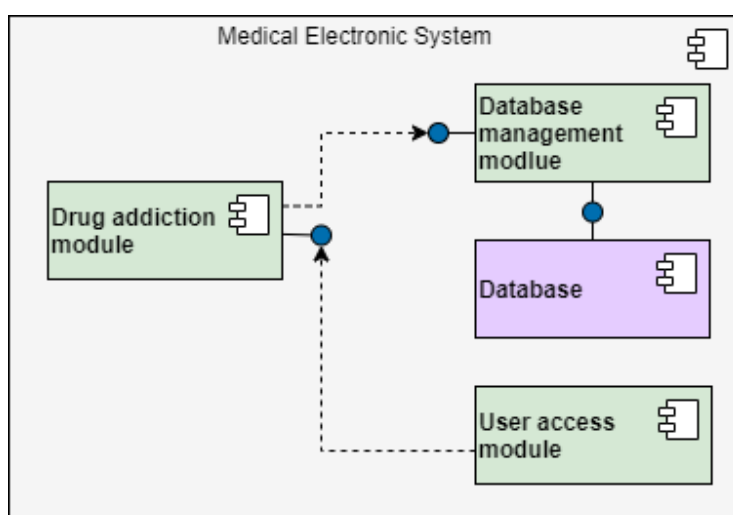 Medical Electronic System
Database
management
modlue
Drug addiction
module
Database
User access
module